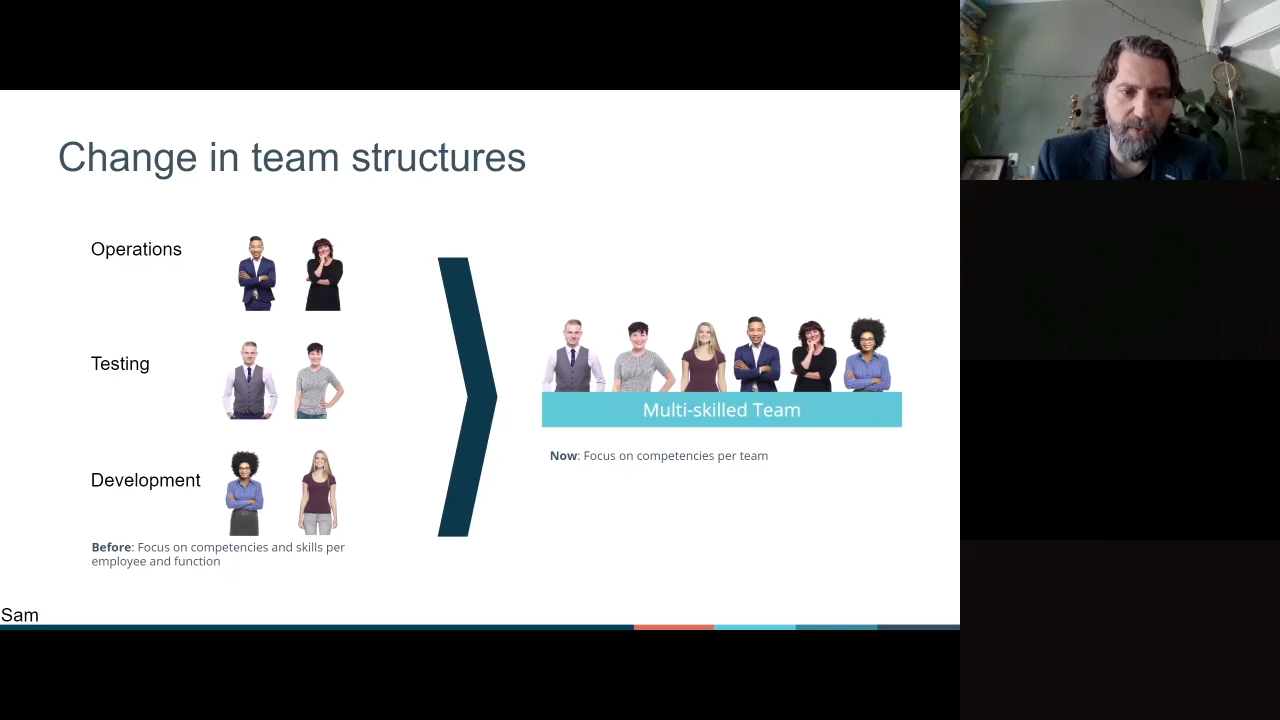 Change in team structures
Operations
Testing
Development
Before: Focus on competencies and skills per
employee and function
Multi-skilled Team
Now: Focus on competencies per team
Sam